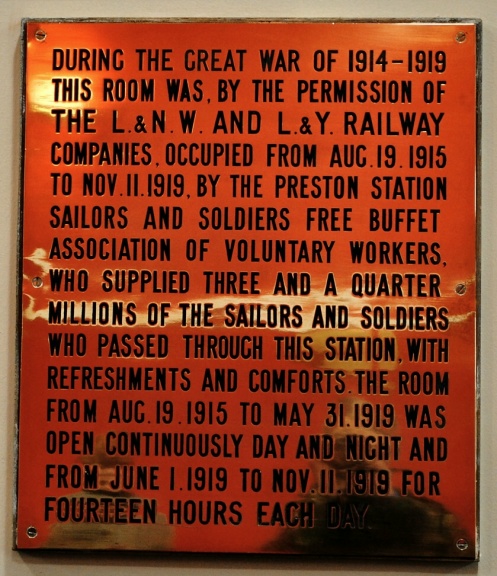 DURING THE GREAT WAR OF 1914-1919
THIS ROOM WAS, BY THE PERMISSION OF
THE L.&N.W. AND L.&Y. RAILWAY
COMPANIES, OCCUPIED FROM AUG.19.1915
TO NOV.11.1919, BY THE PRESTON STATION
SAILORS AND SOLDIERS FREE BUFFET
ASSOCIATION OF VOLUNTARY WORKERS,
WHO SUPPLIED THREE AND A QUARTER
MILLIONS OF THE SAILORS AND SOLDIERS
WHO PASSED THROUGH THIS STATION, WITH
REFRESHMENTS AND COMFORTS. THE ROOM
FROM AUG.19.1915 TO MAY 31.1919 WAS
OPEN CONTINUOUSLY DAY AND NIGHT AND
FROM JUNE 1.1919 TO NOV.11.1919 FOR
FOURTEEN HOURS EACH DAY.